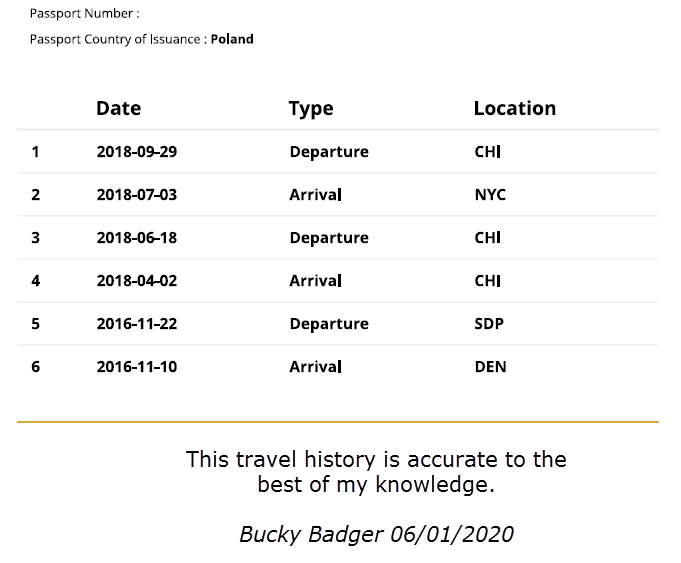 Passport Number :
Passport Country of Issuance : Poland
Date Type Location
1 2018-09-29 Departure CHI
2 2018-07-03 Arrival NYC
3 2018-06-18 Departure CHI
4 2018-04-02 Arrival CHI
5 2016-11-22 Departure SDP
6 2016-11-10 Arrival DEN
This travel history is accurate to the
best of my knowledge.
Bucky Badger 06/01/2020